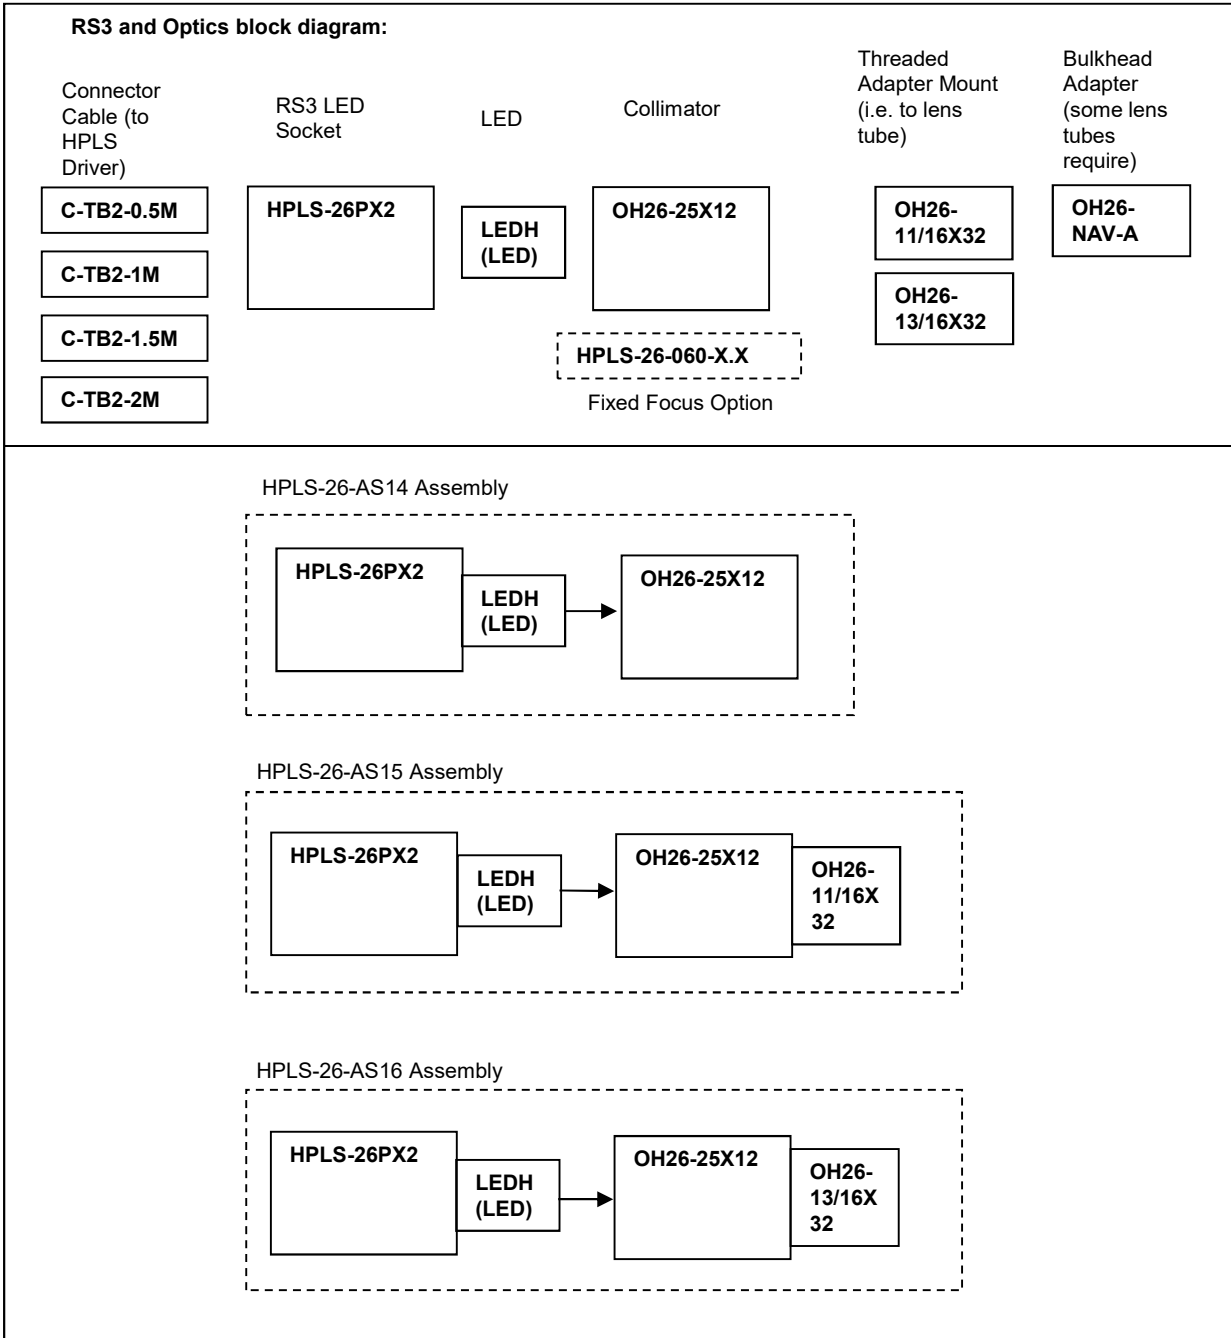 RS3 and Optics block diagram:
Connector
Cable (to
HPLS
Driver)
RS3 LED
Socket
LED
Collimator
Threaded
Adapter Mount
(i.e. to lens
tube)
Bulkhead
Adapter
(some lens
tubes
require)
C-TB2-0.5M
C-TB2-1M
C-TB2-1.5M
C-TB2-2M
HPLS-26PX2
LEDH
(LED)
OH26-25X12
HPLS-26-060-X.X
Fixed Focus Option
OH26-
11/16X32
OH26-
13/16X32
OH26-
NAV-A
HPLS-26-AS14 Assembly
HPLS-26PX2
LEDH
(LED)
OH26-25X12
HPLS-26-AS15 Assembly
HPLS-26PX2
LEDH
(LED)
OH26-25X12
OH26-
11/16X
32
HPLS-26-AS16 Assembly
HPLS-26PX2
LEDH
(LED)
OH26-25X12
OH26-
13/16X
32